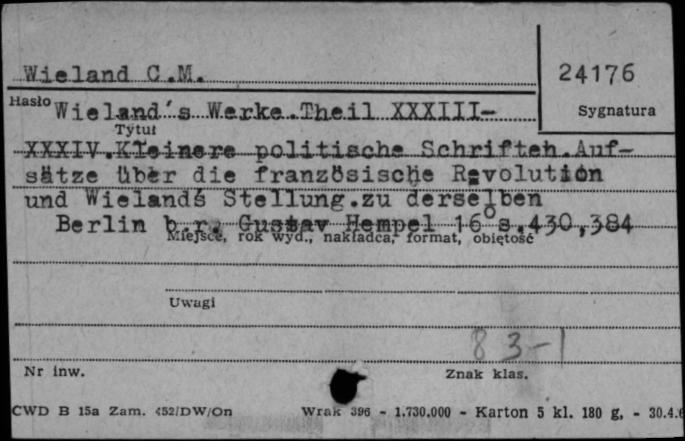 Wieland C.M.
24176
Hasło Wieland's Werke.Theil XXXIII-
Sygnatura
Tytuł
XXXIV.Kleinere politische Schriften.Auf-
sätze über die französische Revolution
und Wielands Stellung.zu derselben
Berlin b.r. Gustav Hempel 16° s.430,384
Miejsce, rok wyd., nakładca, format, objętość
Uwagi
83-1
Nr inw.
Znak klas.
CWD B 15a Zam. 452/DW/On Wrak 396 - 1.730.000 - Karton 5 kl. 180 g. - 30.4.6